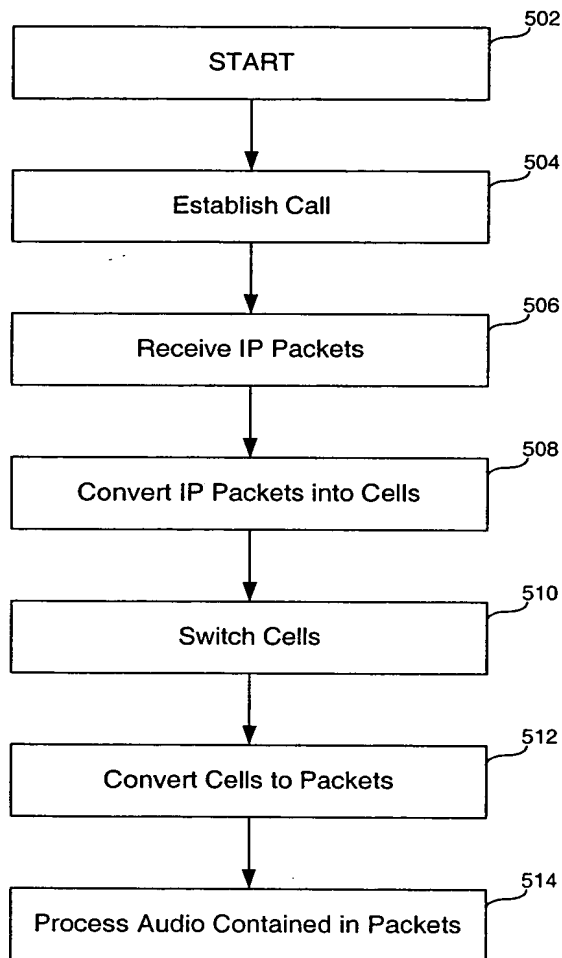 502
START
504
Establish Call
506
Receive IP Packets
508
Convert IP Packets into Cells
510
Switch Cells
512
Convert Cells to Packets
514
Process Audio Contained in Packets